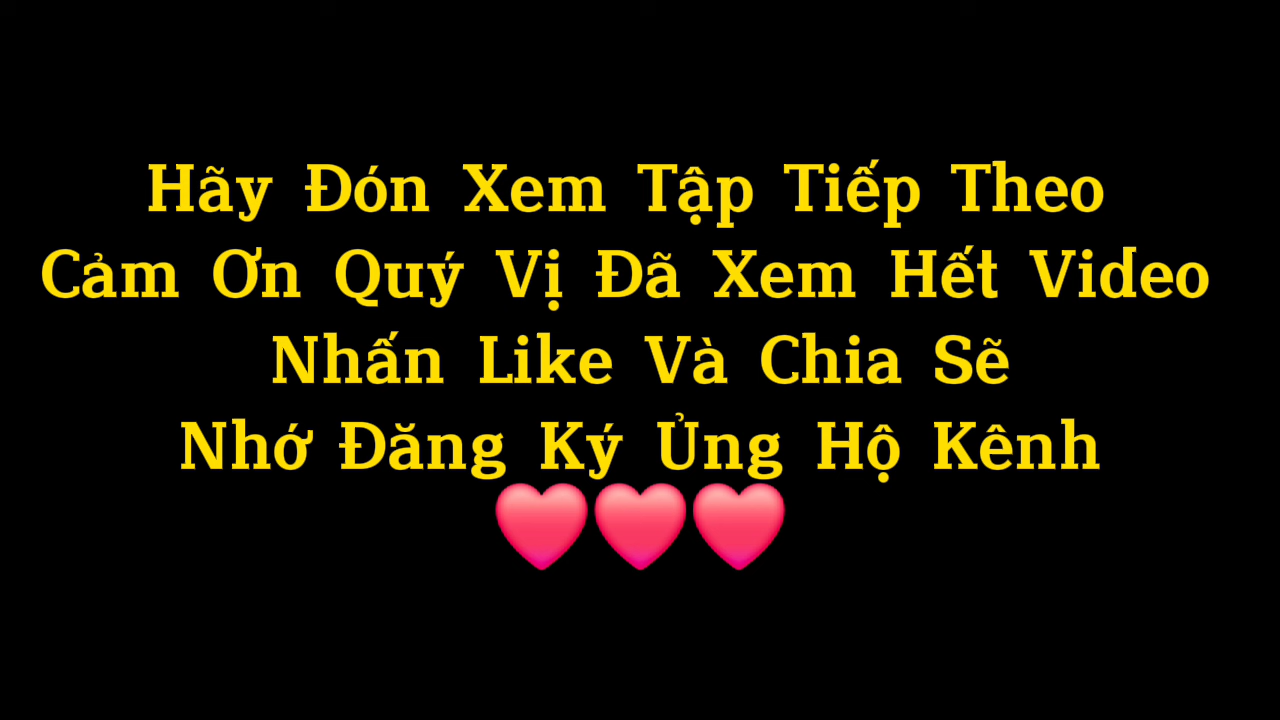 Hãy Đón Xem Tập Tiếp Theo
Cảm Ơn Quý Vị Đã Xem Hết Video
Nhấn Like Và Chia Sẽ
Nhớ Đăng Ký Ủng Hộ Kênh